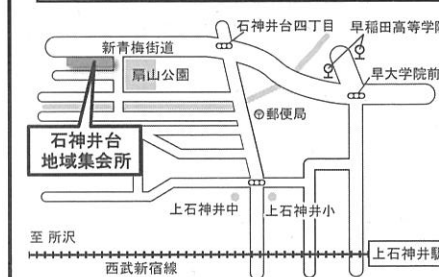 石神井台四丁目
早稲田高等学院
新青梅街道
扇山公園
早大学院前
〒郵便局
石神井台
地域集会所
上石神井中
上石神井小
至 所沢
上石神井駅
西武新宿線